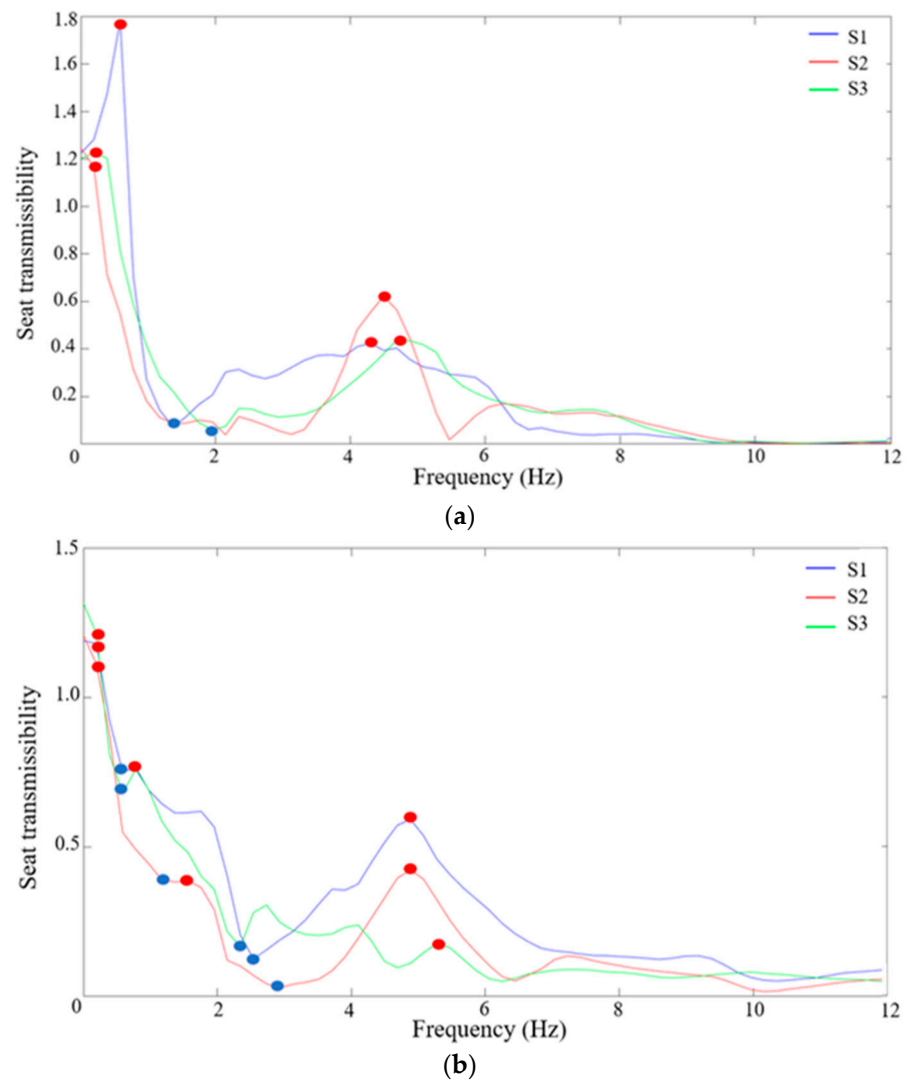 1.8
1.6
1.4
1.2
1.0
0.8
0.6
0.4
0.2
Seat transmissibility
S1
S2
S3
0 2 4 6 8 10 12
Frequency (Hz)
(a)
1.5
1.0
0.5
0
Seat transmissibility
S1
S2
S3
0 2 4 6 8 10 12
Frequency (Hz)
(b)